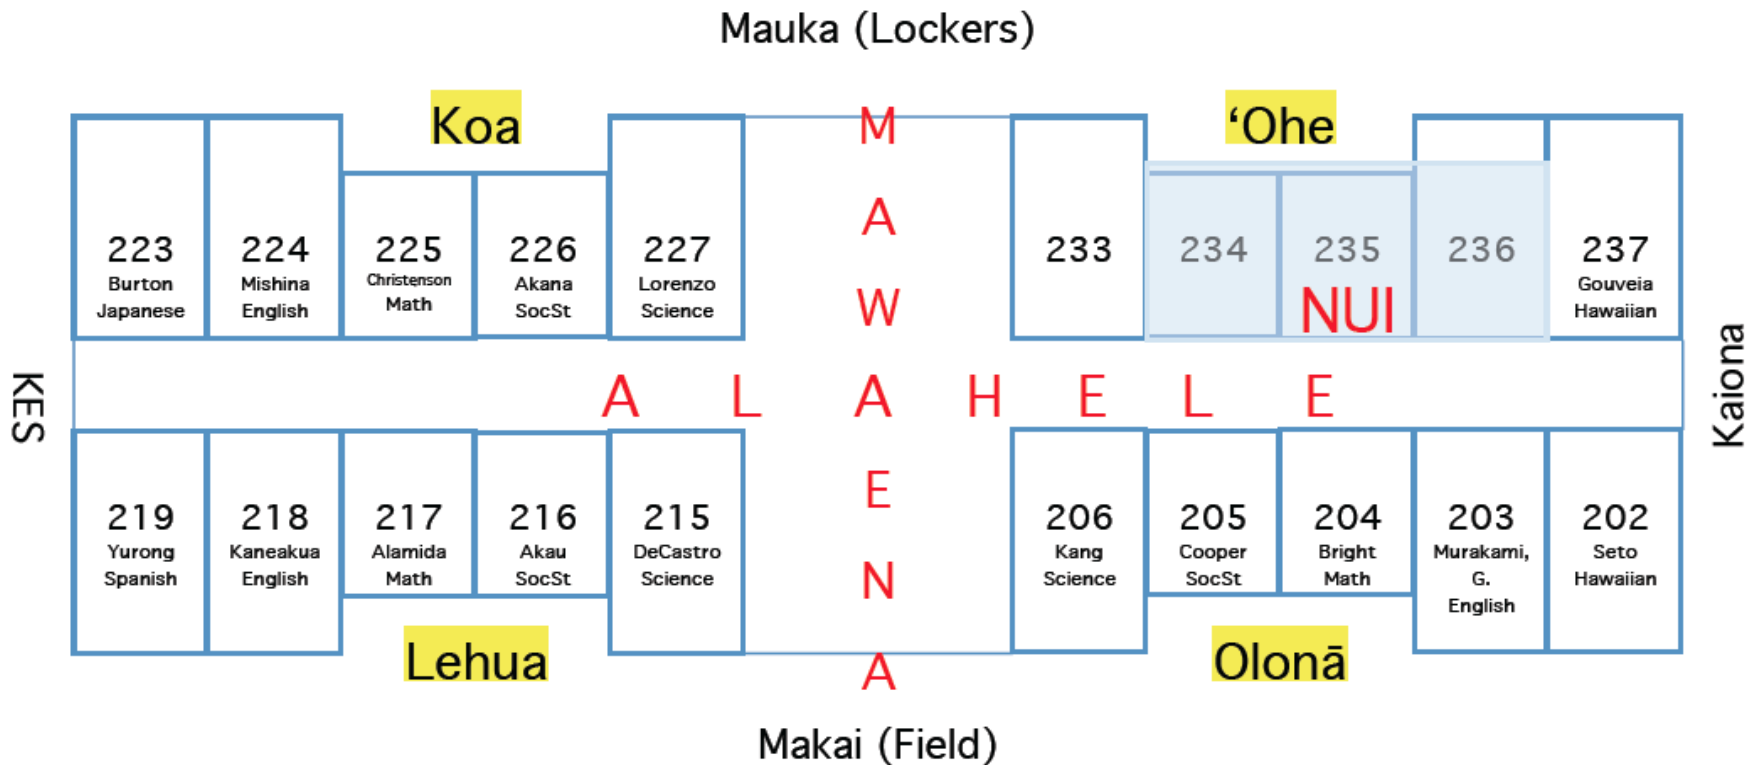 Mauka (Lockers)
Koa
ʻOhe
223
Burton
Japanese
224
Mishina
English
225
Christenson
Math
226
Akana
SocSt
227
Lorenzo
Science
233
234
235
236
NUI
237
Gouveia
Hawaiian
MAWAENA
ALAHELE
KES
Kaiona
219
Yurong
Spanish
218
Kaneakua
English
217
Alamida
Math
216
Akau
SocSt
215
DeCastro
Science
206
Kang
Science
205
Cooper
SocSt
204
Bright
Math
203
Murakami,
G.
English
202
Seto
Hawaiian
Lehua
Olonā
Makai (Field)